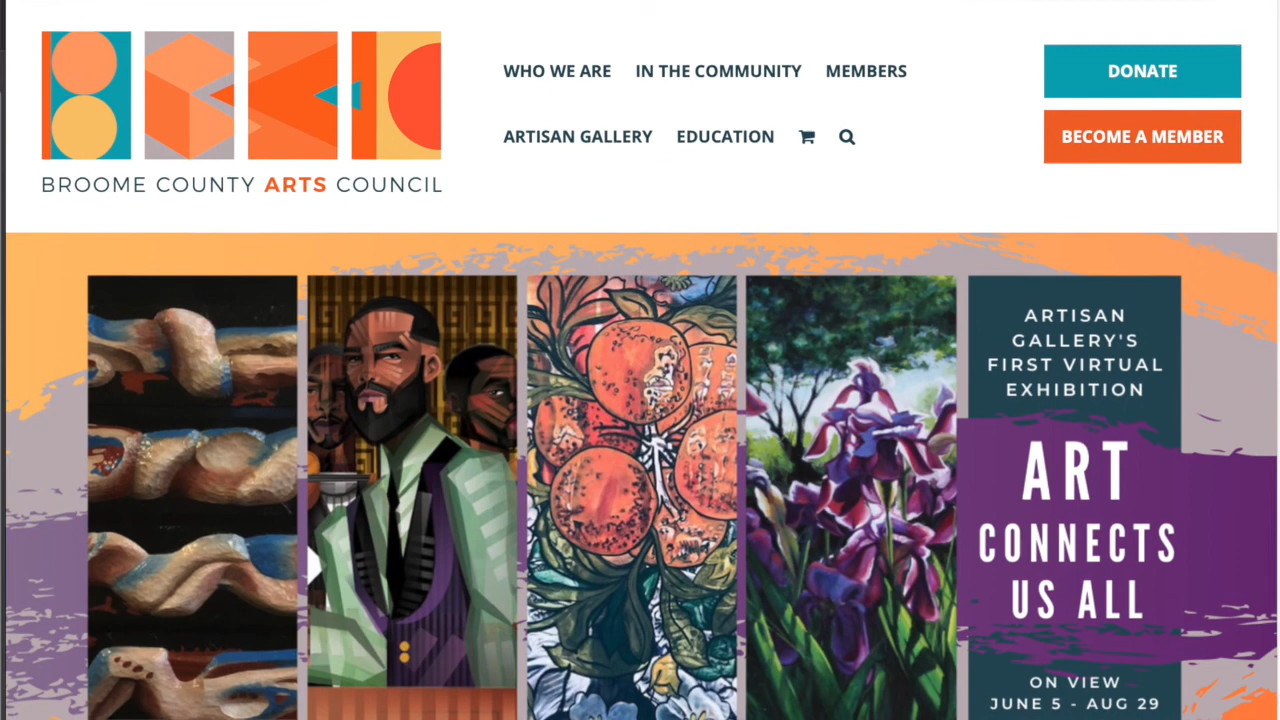 BROOME COUNTY ARTS COUNCIL
WHO WE ARE
IN THE COMMUNITY
MEMBERS
ARTISAN GALLERY
EDUCATION
DONATE
BECOME A MEMBER
ARTISAN
GALLERY'S
FIRST VIRTUAL
EXHIBITION
ART
CONNECTS
US ALL
ON VIEW
JUNE 5 - AUG 29